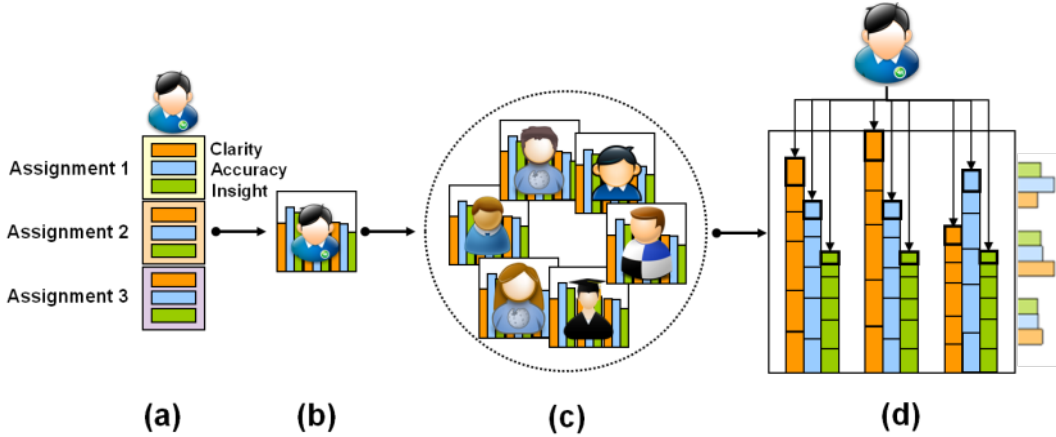 Assignment 1
Clarity
Accuracy
Insight
Assignment 2
Assignment 3
(a)
(b)
(c)
(d)